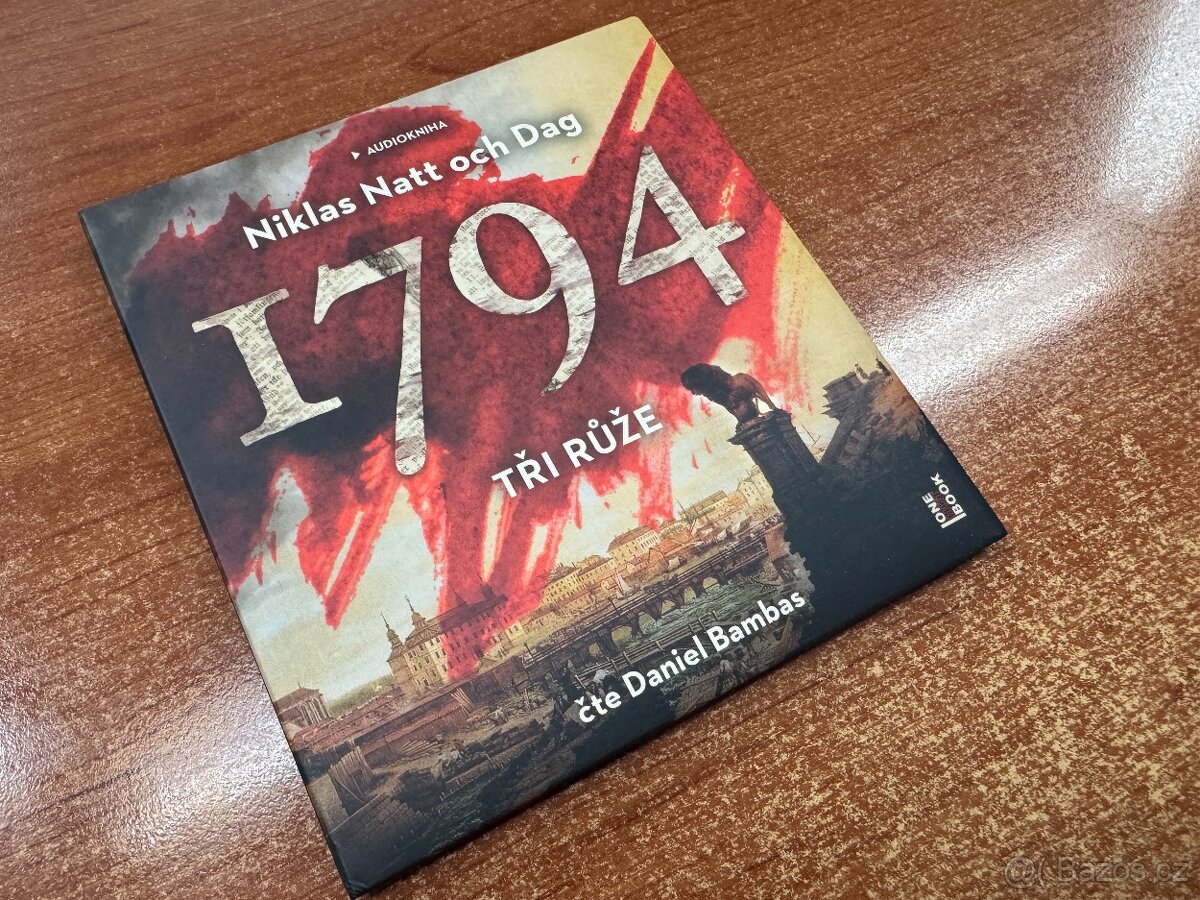 AUDIOKNIHA
Niklas Natt och Dag
1794
TŘI RŮŽE
ONE
BOOK
čte Daniel Bambas
Bazos.cz